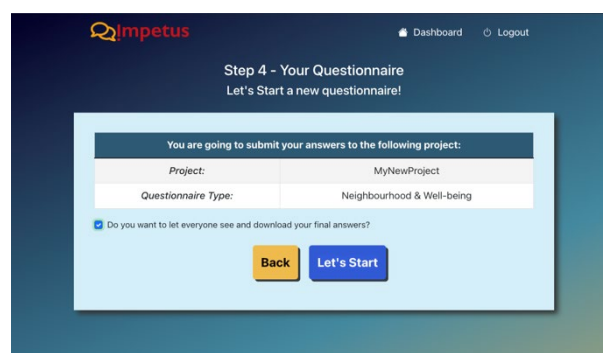 Impetus
Dashboard Logout
Step 4 - Your Questionnaire
Let's Start a new questionnaire!
You are going to submit your answers to the following project:
Project: MyNewProject
Questionnaire Type: Neighbourhood & Well-being
Do you want to let everyone see and download your final answers?
Back Let's Start